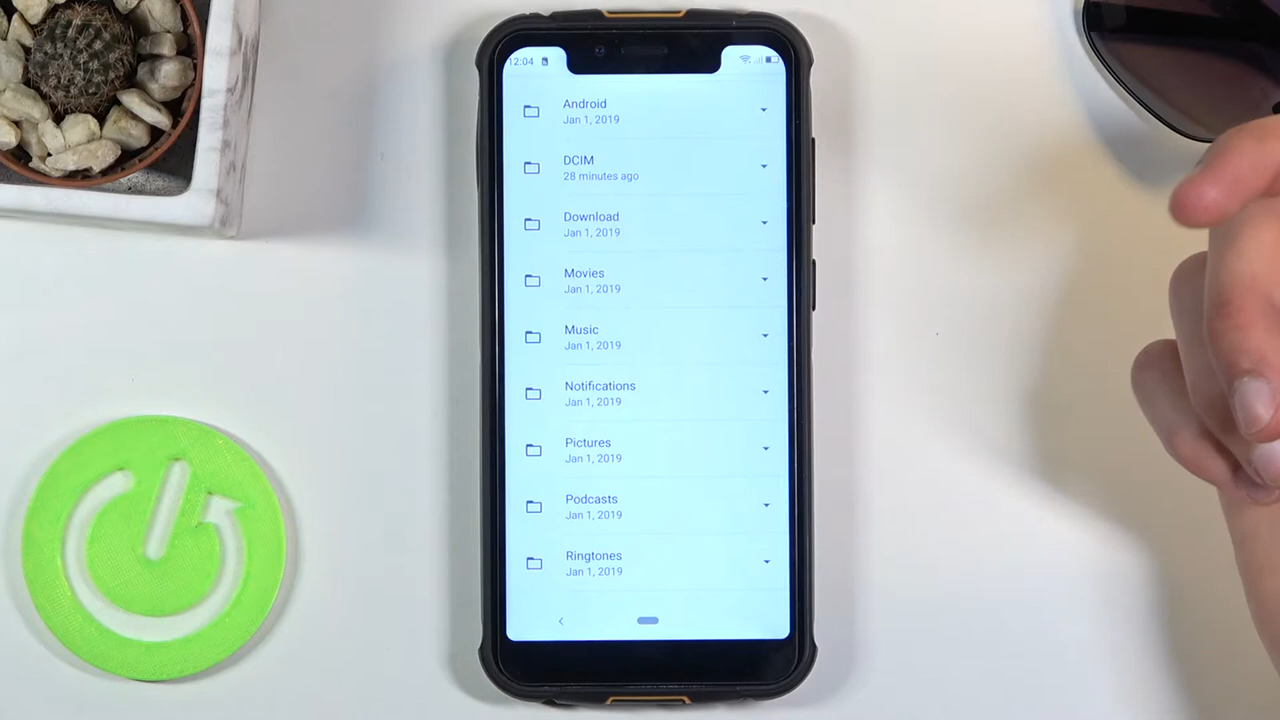 12:04
Android
Jan 1, 2019
DCIM
28 minutes ago
Download
Jan 1, 2019
Movies
Jan 1, 2019
Music
Jan 1, 2019
Notifications
Jan 1, 2019
Pictures
Jan 1, 2019
Podcasts
Jan 1, 2019
Ringtones
Jan 1, 2019